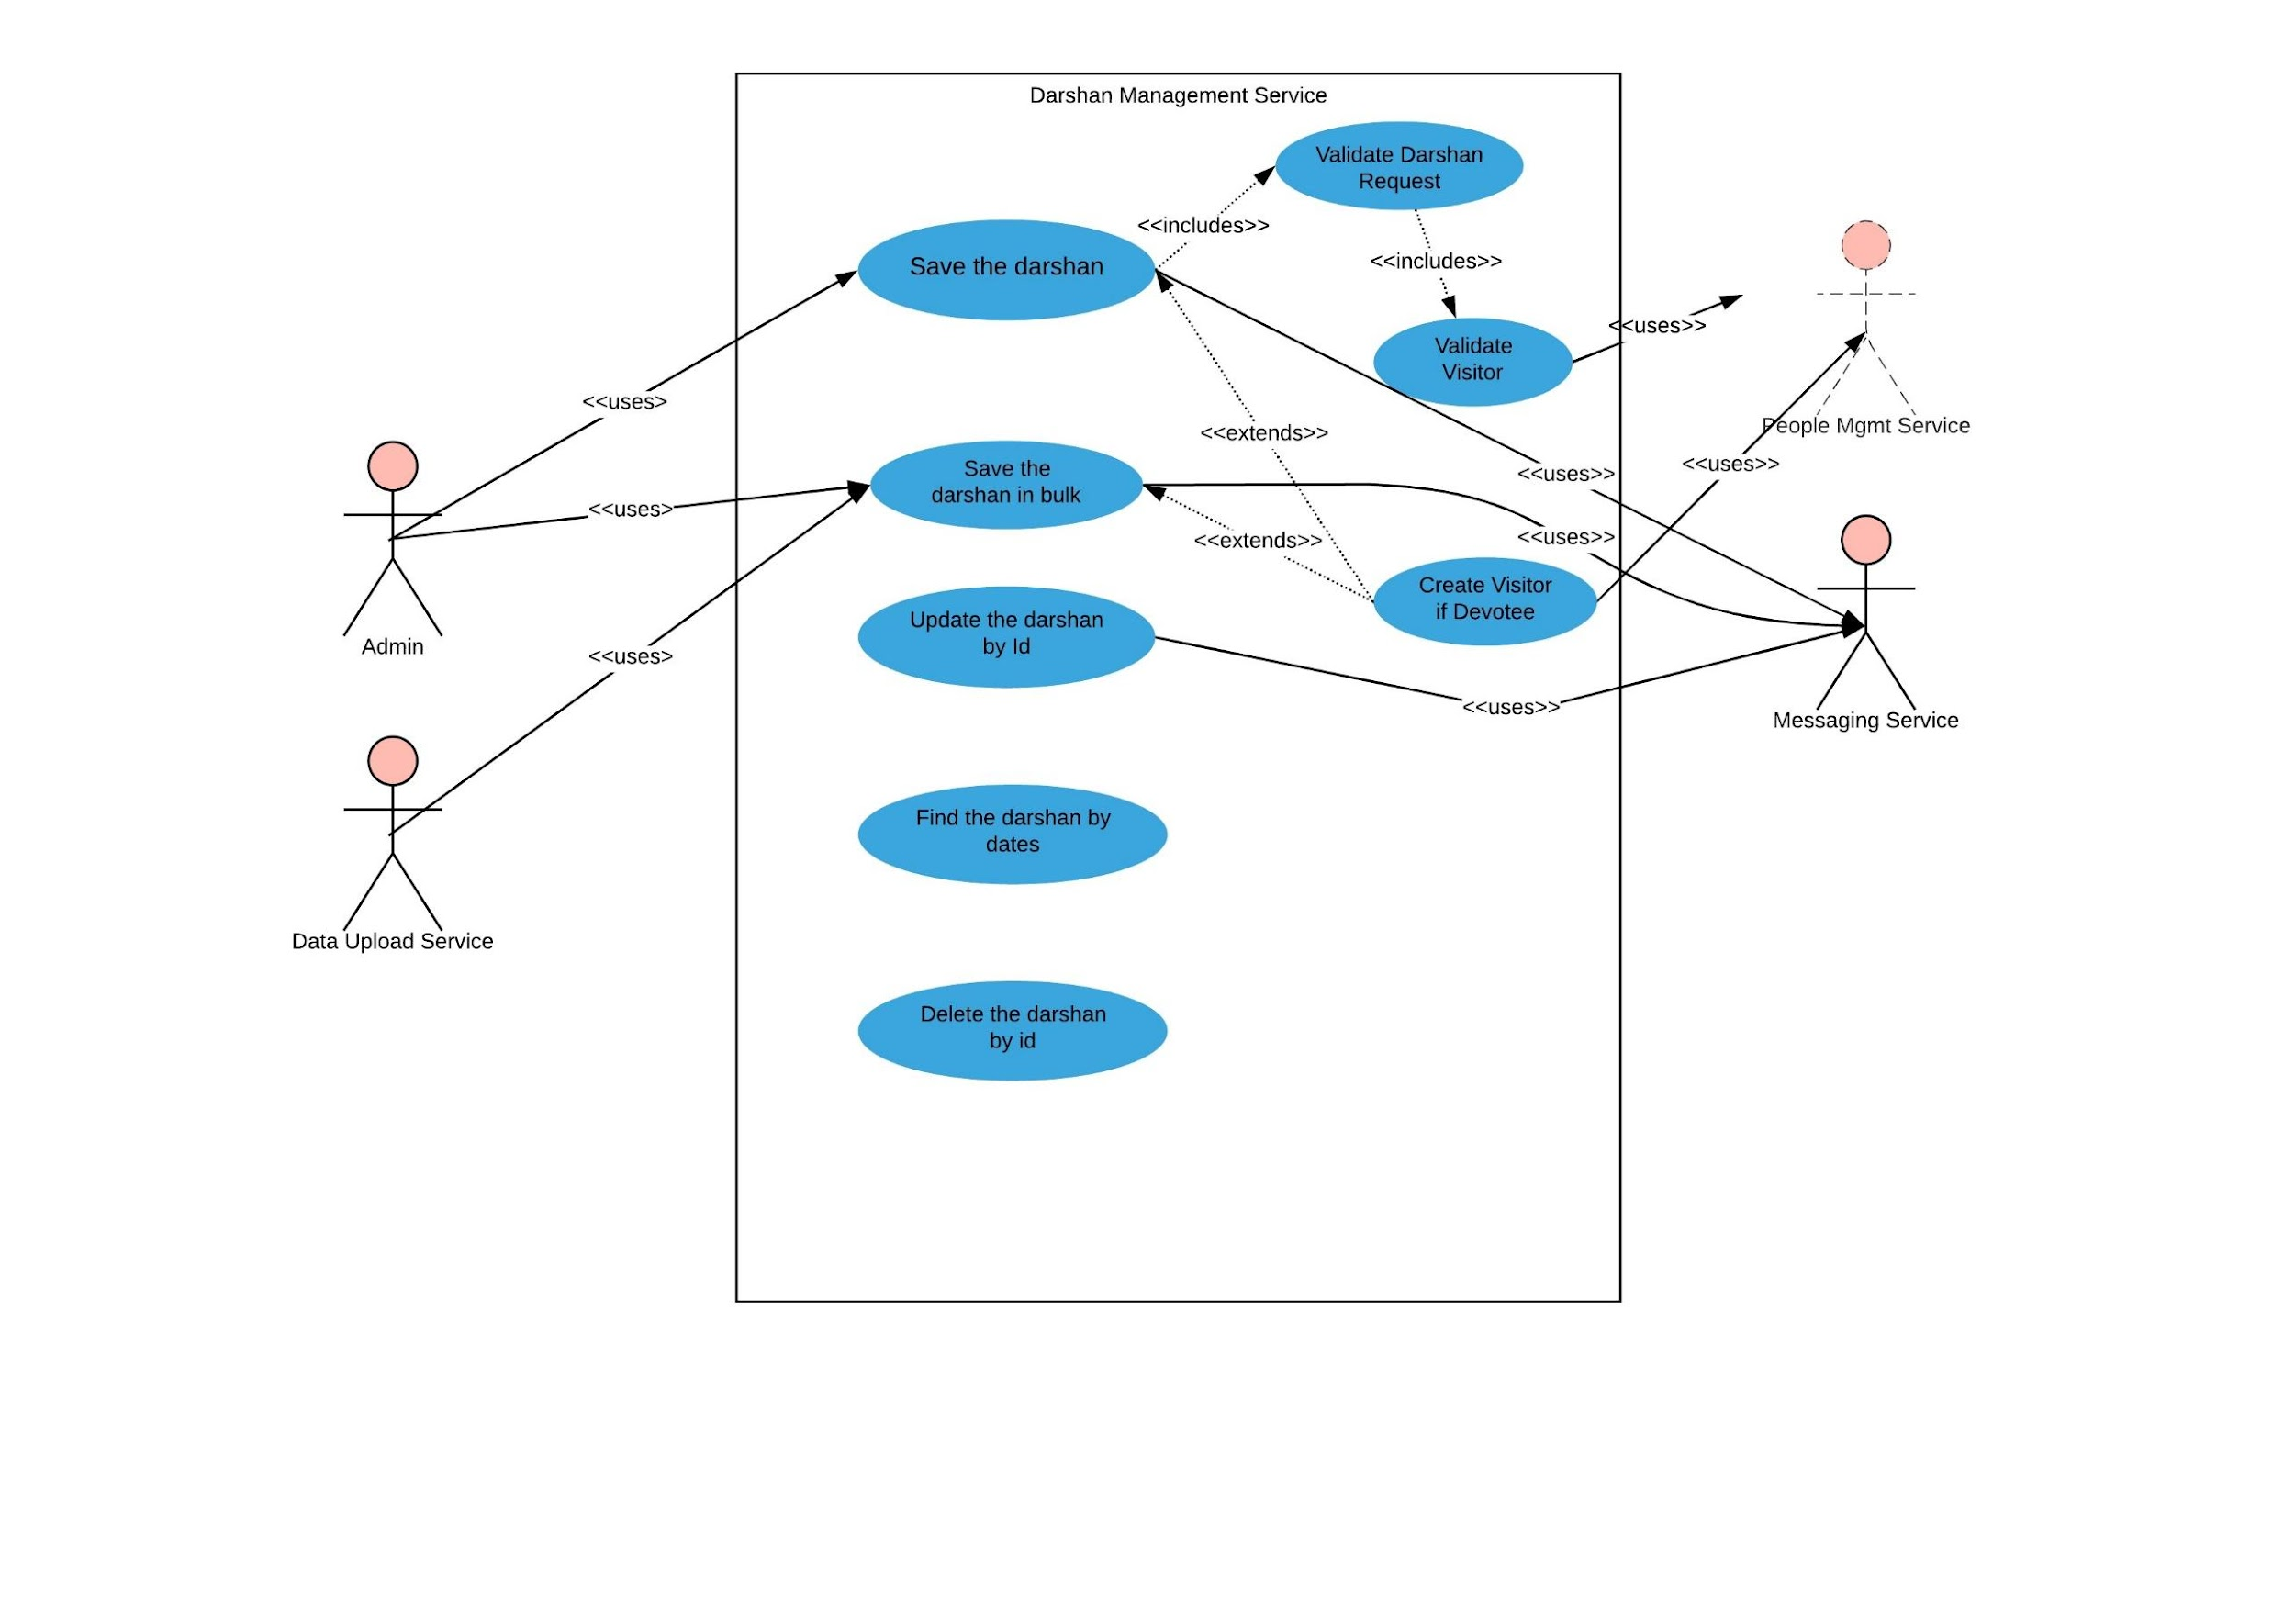 Darshan Management Service
Validate Darshan
Request
<<includes>>
<<includes>>
Save the darshan
<<uses>>
Validate
Visitor
<<uses>
People Mgmt Service
<<extends>>
<<uses>>
<<uses>>
Save the
darshan in bulk
<<uses>
<<uses>>
<<extends>>
Create Visitor
if Devotee
Update the darshan
by Id
Admin
<<uses>
<<uses>>
Messaging Service
Find the darshan by
dates
Data Upload Service
Delete the darshan
by id